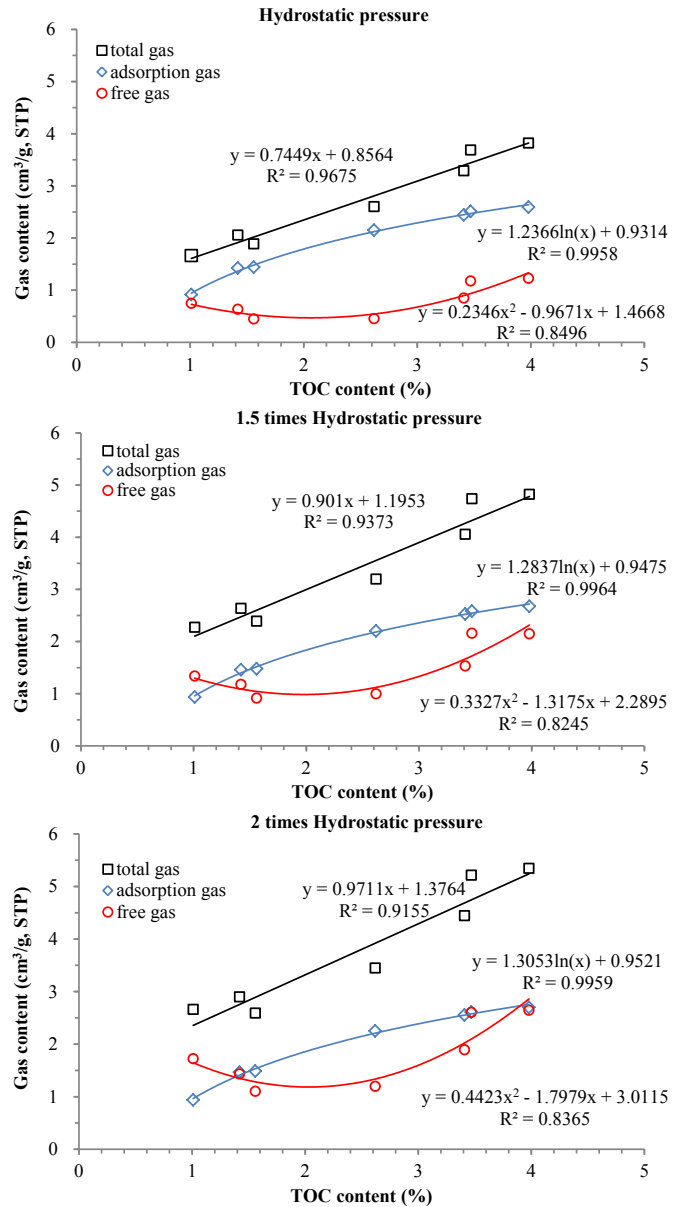 Hydrostatic pressure
total gas
adsorption gas
free gas
Gas content (cm³/g, STP)
6
5
4
3
2
1
0
y = 0.7449x + 0.8564
R² = 0.9675
y = 1.2366ln(x) + 0.9314
R² = 0.9958
y = 0.2346x² - 0.9671x + 1.4668
R² = 0.8496
0 1 2 3 4 5
TOC content (%)
1.5 times Hydrostatic pressure
total gas
adsorption gas
free gas
Gas content (cm³/g, STP)
6
5
4
3
2
1
0
y = 0.901x + 1.1953
R² = 0.9373
y = 1.2837ln(x) + 0.9475
R² = 0.9964
y = 0.3327x² - 1.3175x + 2.2895
R² = 0.8245
0 1 2 3 4 5
TOC content (%)
2 times Hydrostatic pressure
total gas
adsorption gas
free gas
Gas content (cm³/g, STP)
6
5
4
3
2
1
0
y = 0.9711x + 1.3764
R² = 0.9155
y = 1.3053ln(x) + 0.9521
R² = 0.9959
y = 0.4423x² - 1.7979x + 3.0115
R² = 0.8365
0 1 2 3 4 5
TOC content (%)